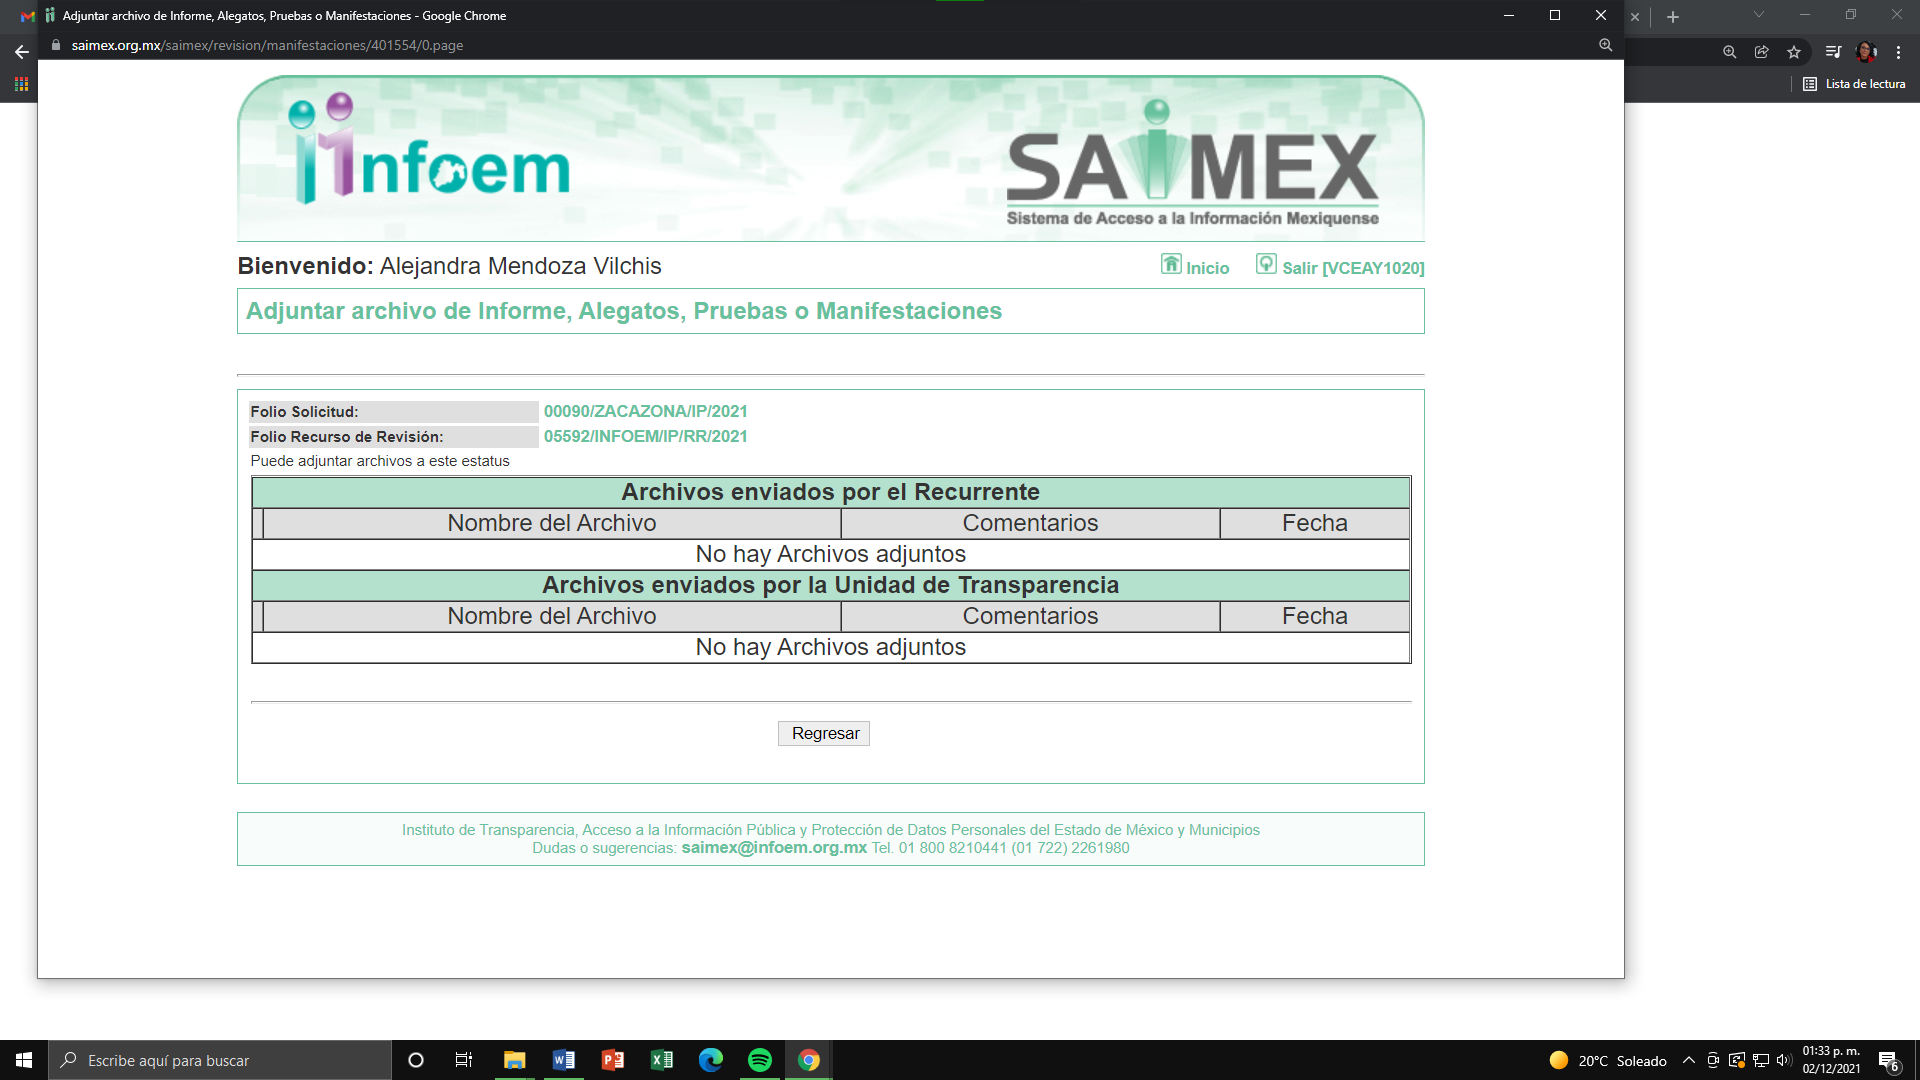 Adjuntar archivo de Informe, Alegatos, Pruebas o Manifestaciones - Google Chrome
saimex.org.mx/saimex/revision/manifestaciones/401554/0.page
Lista de lectura
infoem
SAIMEX
Sistema de Acceso a la Información Mexiquense
Bienvenido: Alejandra Mendoza Vilchis
Inicio
Salir [VCEAY1020]
Adjuntar archivo de Informe, Alegatos, Pruebas o Manifestaciones
Folio Solicitud: 00090/ZACAZONA/IP/2021
Folio Recurso de Revisión: 05592/INFOEM/IP/RR/2021
Puede adjuntar archivos a este estatus
Archivos enviados por el Recurrente
Nombre del Archivo Comentarios Fecha
No hay Archivos adjuntos
Archivos enviados por la Unidad de Transparencia
Nombre del Archivo Comentarios Fecha
No hay Archivos adjuntos
Regresar
Instituto de Transparencia, Acceso a la Información Pública y Protección de Datos Personales del Estado de México y Municipios
Dudas o sugerencias: saimex@infoem.org.mx Tel. 01 800 8210441 (01 722) 2261980
Escribe aquí para buscar
20°C Soleado
01:33 p. m.
02/12/2021
6